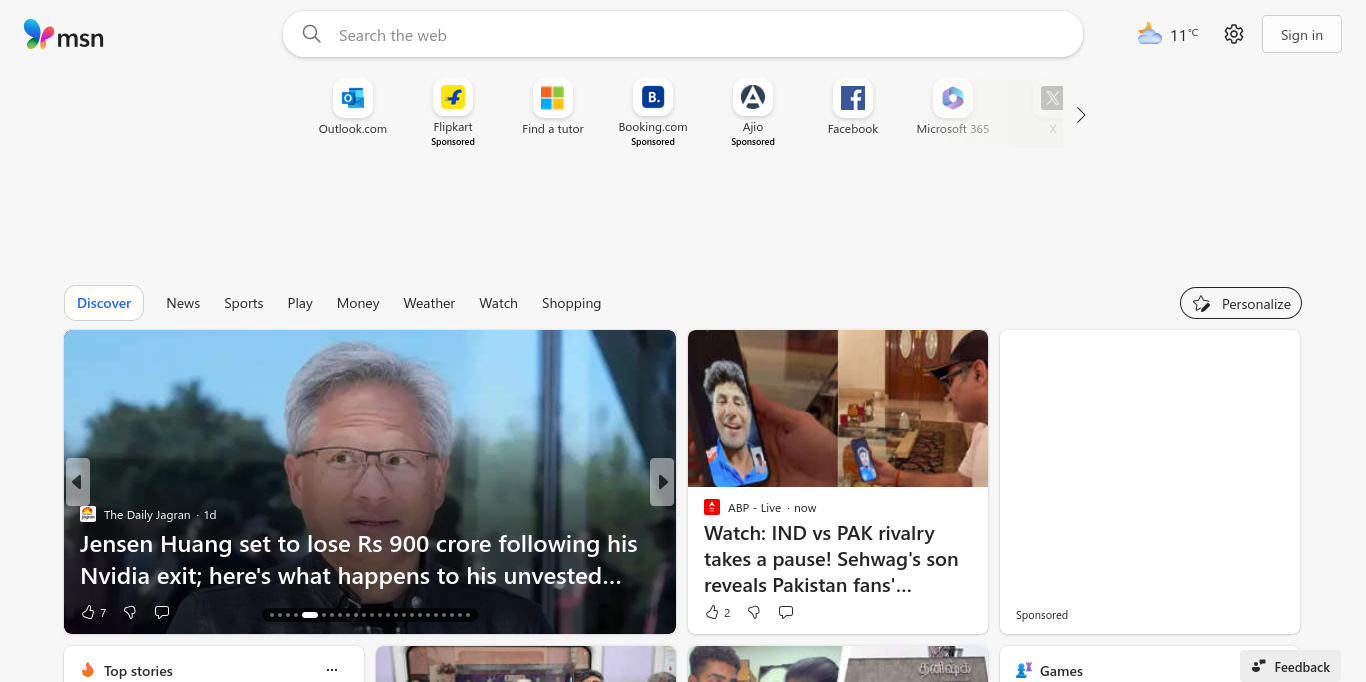 msn
Search the web
11°C
Sign in
Outlook.com
Flipkart
Sponsored
Find a tutor
B.
Booking.com
Sponsored
Ajio
Sponsored
Facebook
Microsoft 365
X
Discover
News
Sports
Play
Money
Weather
Watch
Shopping
Personalize
The Daily Jagran · 1d
Jensen Huang set to lose Rs 900 crore following his
Nvidia exit; here's what happens to his unvested...
7
ABP - Live · now
Watch: IND vs PAK rivalry
takes a pause! Sehwag's son
reveals Pakistan fans'...
2
Sponsored
Top stories
...
தனிஷ்க்
Games
Feedback